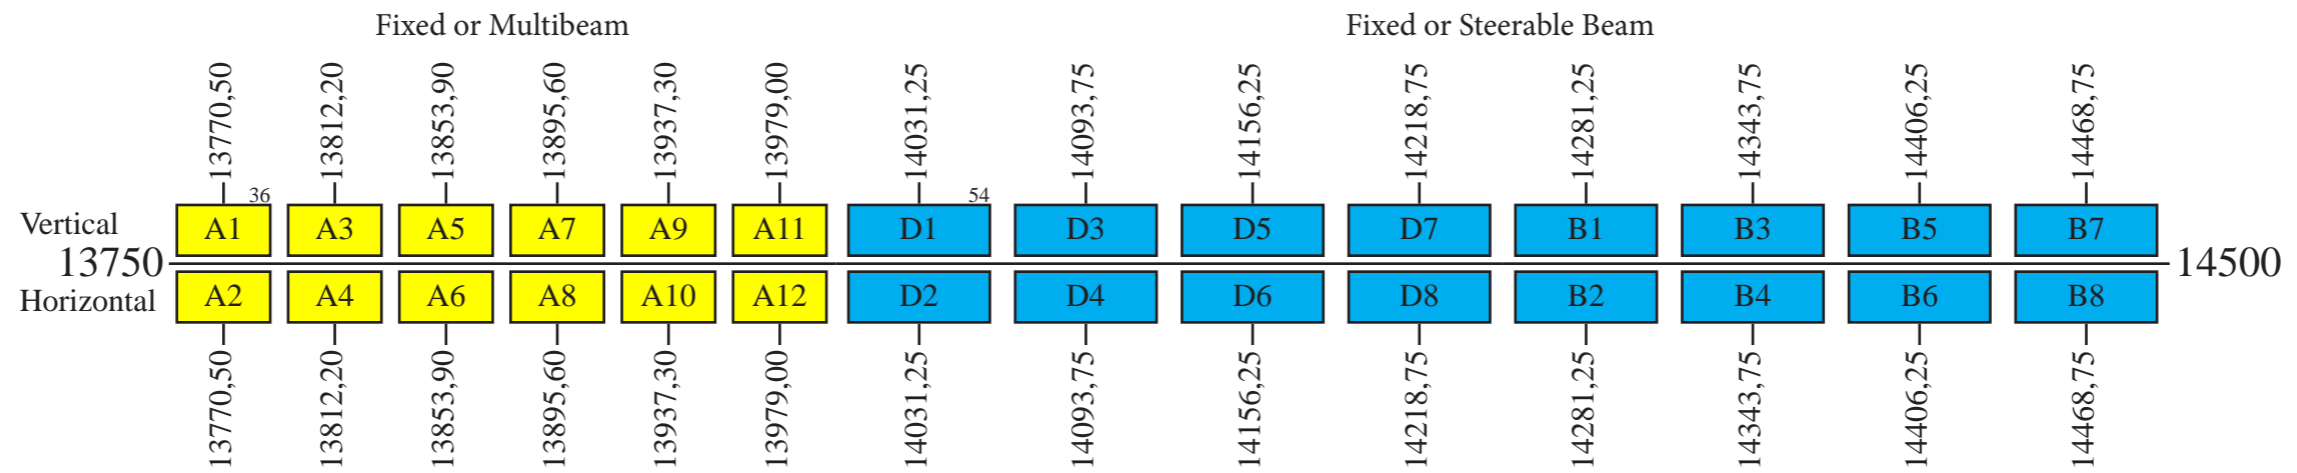 Fixed or Multibeam Fixed or Steerable Beam
13770,50 13812,20 13853,90 13895,60 13937,30 13979,00 14031,25 14093,75 14156,25 14218,75 14281,25 14343,75 14406,25 14468,75
36 54
Vertical A1 A3 A5 A7 A9 A11 D1 D3 D5 D7 B1 B3 B5 B7
13750 14500
Horizontal A2 A4 A6 A8 A10 A12 D2 D4 D6 D8 B2 B4 B6 B8
13770,50 13812,20 13853,90 13895,60 13937,30 13979,00 14031,25 14093,75 14156,25 14218,75 14281,25 14343,75 14406,25 14468,75